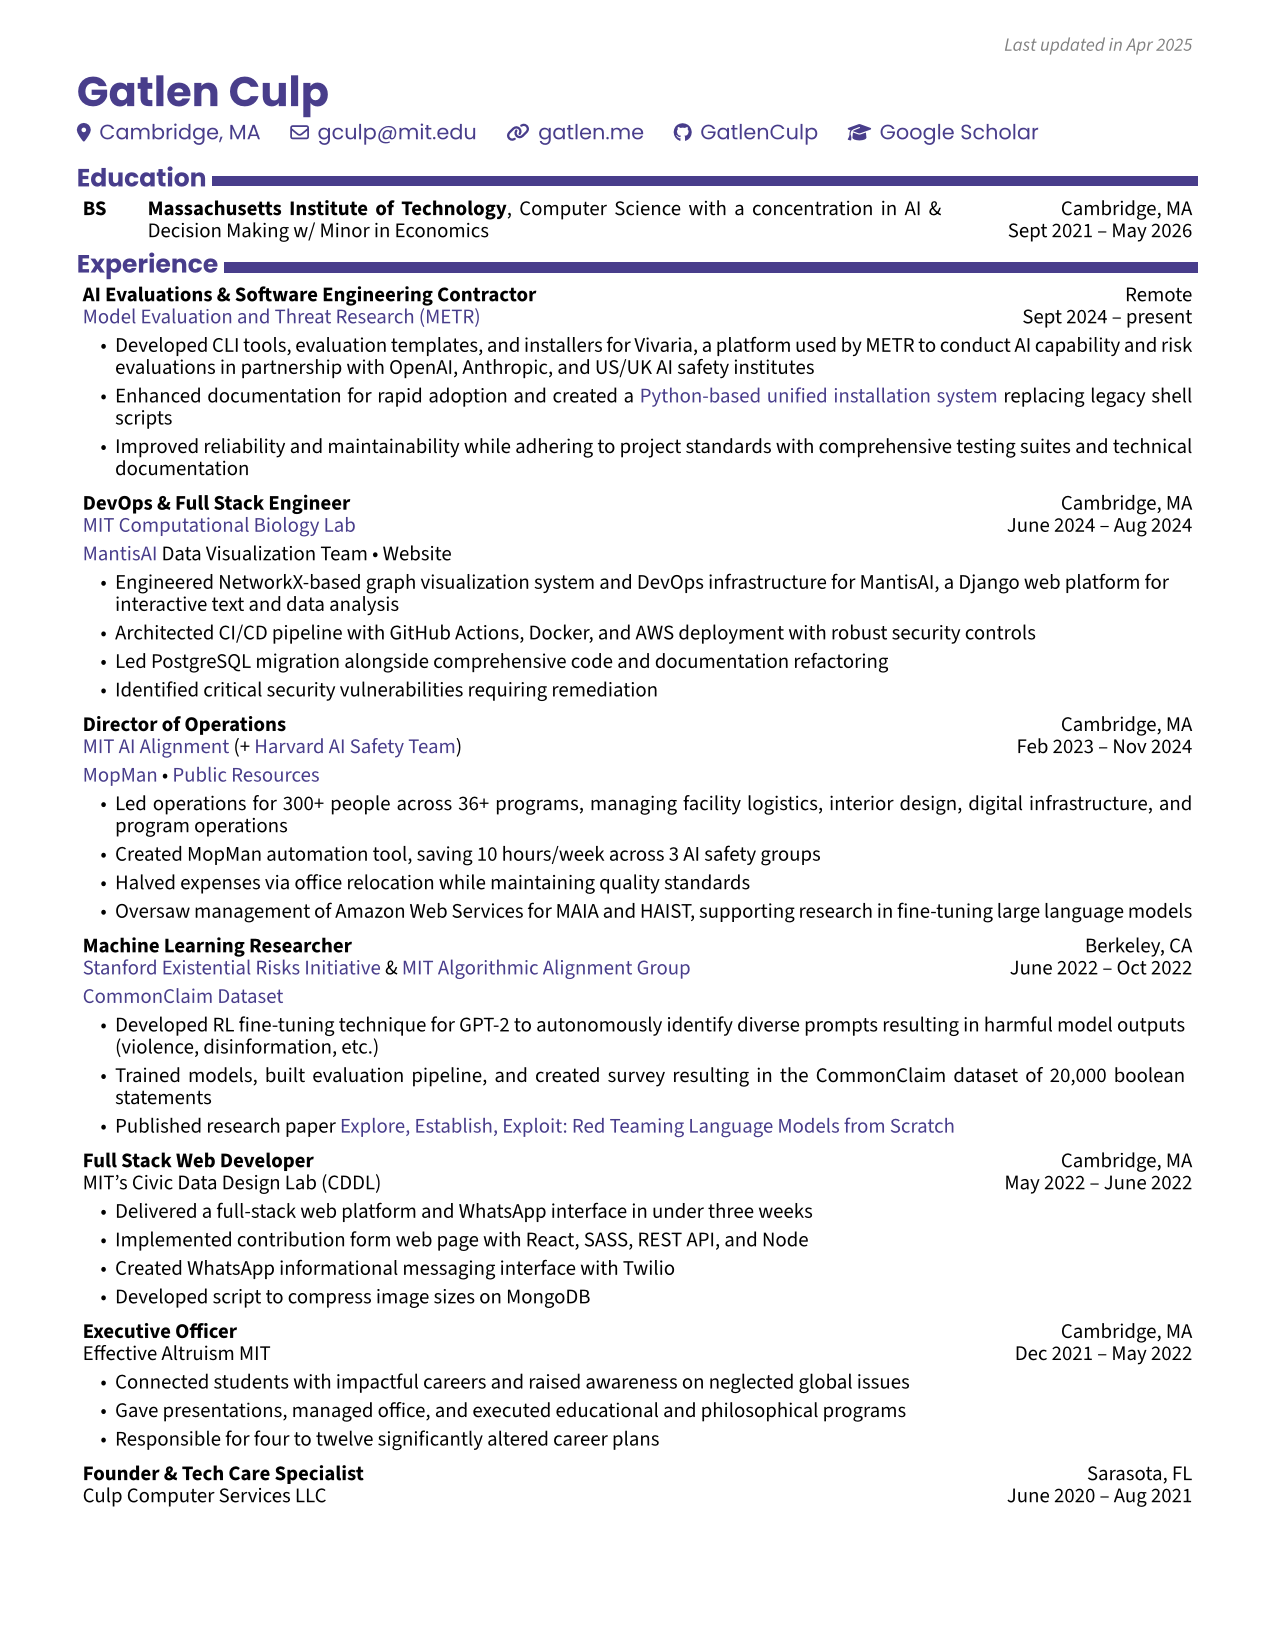 Last updated in Apr 2025
Gatlen Culp
Cambridge, MA gculp@mit.edu gatlen.me GatlenCulp Google Scholar
Education
BS Massachusetts Institute of Technology, Computer Science with a concentration in AI & Cambridge, MA
Decision Making w/ Minor in Economics Sept 2021 – May 2026
Experience
AI Evaluations & Software Engineering Contractor Remote
Model Evaluation and Threat Research (METR) Sept 2024 – present
• Developed CLI tools, evaluation templates, and installers for Vivaria, a platform used by METR to conduct AI capability and risk
evaluations in partnership with OpenAI, Anthropic, and US/UK AI safety institutes
• Enhanced documentation for rapid adoption and created a Python-based unified installation system replacing legacy shell
scripts
• Improved reliability and maintainability while adhering to project standards with comprehensive testing suites and technical
documentation
DevOps & Full Stack Engineer Cambridge, MA
MIT Computational Biology Lab June 2024 – Aug 2024
MantisAI Data Visualization Team • Website
• Engineered NetworkX-based graph visualization system and DevOps infrastructure for MantisAI, a Django web platform for
interactive text and data analysis
• Architected CI/CD pipeline with GitHub Actions, Docker, and AWS deployment with robust security controls
• Led PostgreSQL migration alongside comprehensive code and documentation refactoring
• Identified critical security vulnerabilities requiring remediation
Director of Operations Cambridge, MA
MIT AI Alignment (+ Harvard AI Safety Team) Feb 2023 – Nov 2024
MopMan • Public Resources
• Led operations for 300+ people across 36+ programs, managing facility logistics, interior design, digital infrastructure, and
program operations
• Created MopMan automation tool, saving 10 hours/week across 3 AI safety groups
• Halved expenses via office relocation while maintaining quality standards
• Oversaw management of Amazon Web Services for MAIA and HAIST, supporting research in fine-tuning large language models
Machine Learning Researcher Berkeley, CA
Stanford Existential Risks Initiative & MIT Algorithmic Alignment Group June 2022 – Oct 2022
CommonClaim Dataset
• Developed RL fine-tuning technique for GPT-2 to autonomously identify diverse prompts resulting in harmful model outputs
(violence, disinformation, etc.)
• Trained models, built evaluation pipeline, and created survey resulting in the CommonClaim dataset of 20,000 boolean
statements
• Published research paper Explore, Establish, Exploit: Red Teaming Language Models from Scratch
Full Stack Web Developer Cambridge, MA
MIT’s Civic Data Design Lab (CDDL) May 2022 – June 2022
• Delivered a full-stack web platform and WhatsApp interface in under three weeks
• Implemented contribution form web page with React, SASS, REST API, and Node
• Created WhatsApp informational messaging interface with Twilio
• Developed script to compress image sizes on MongoDB
Executive Officer Cambridge, MA
Effective Altruism MIT Dec 2021 – May 2022
• Connected students with impactful careers and raised awareness on neglected global issues
• Gave presentations, managed office, and executed educational and philosophical programs
• Responsible for four to twelve significantly altered career plans
Founder & Tech Care Specialist Sarasota, FL
Culp Computer Services LLC June 2020 – Aug 2021